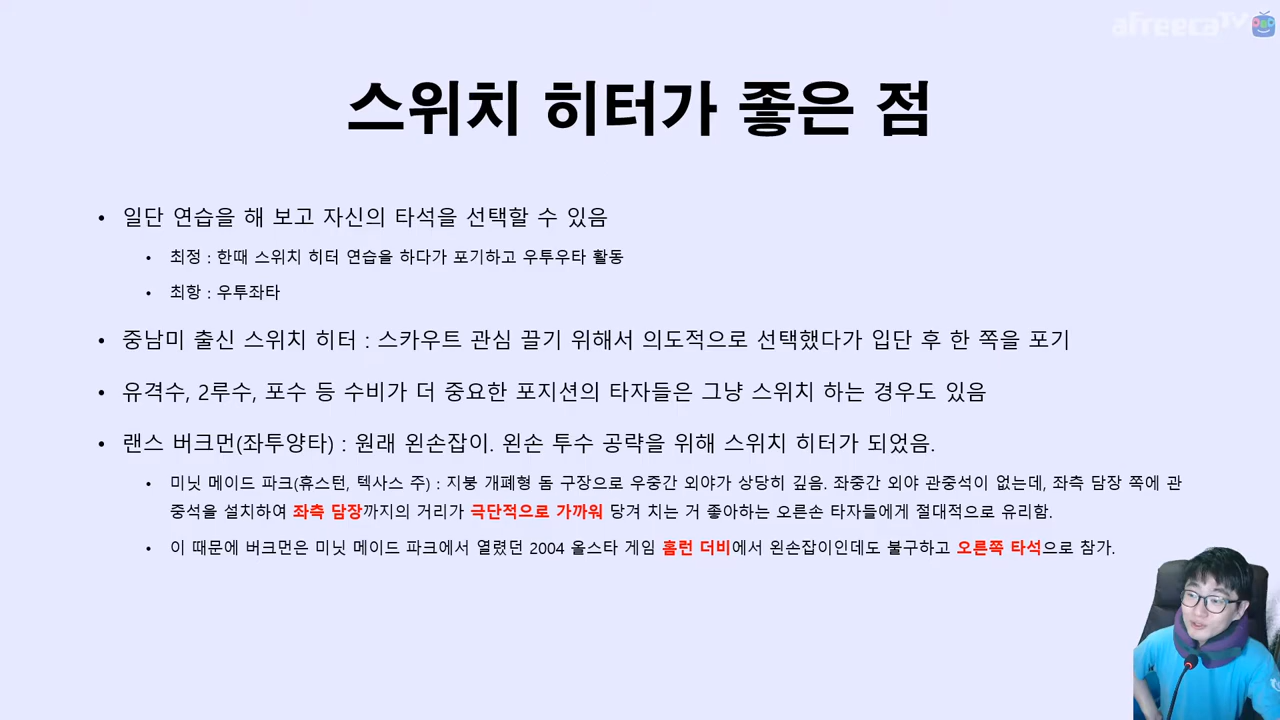 afreecaTV
스위치 히터가 좋은 점
• 일단 연습을 해 보고 자신의 타석을 선택할 수 있음
• 최정 : 한때 스위치 히터 연습을 하다가 포기하고 우투우타 활동
• 최항 : 우투좌타
• 중남미 출신 스위치 히터 : 스카우트 관심 끌기 위해서 의도적으로 선택했다가 입단 후 한 쪽을 포기
• 유격수, 2루수, 포수 등 수비가 더 중요한 포지션의 타자들은 그냥 스위치 하는 경우도 있음
• 랜스 버크먼(좌투양타) : 원래 왼손잡이. 왼손 투수 공략을 위해 스위치 히터가 되었음.
• 미닛 메이드 파크(휴스턴, 텍사스 주) : 지붕 개폐형 돔 구장으로 우중간 외야가 상당히 깊음. 좌중간 외야 관중석이 없는데, 좌측 담장 쪽에 관
중석을 설치하여 좌측 담장까지의 거리가 극단적으로 가까워 당겨 치는 거 좋아하는 오른손 타자들에게 절대적으로 유리함.
• 이 때문에 버크먼은 미닛 메이드 파크에서 열렸던 2004 올스타 게임 홈런 더비에서 왼손잡이인데도 불구하고 오른쪽 타석으로 참가.